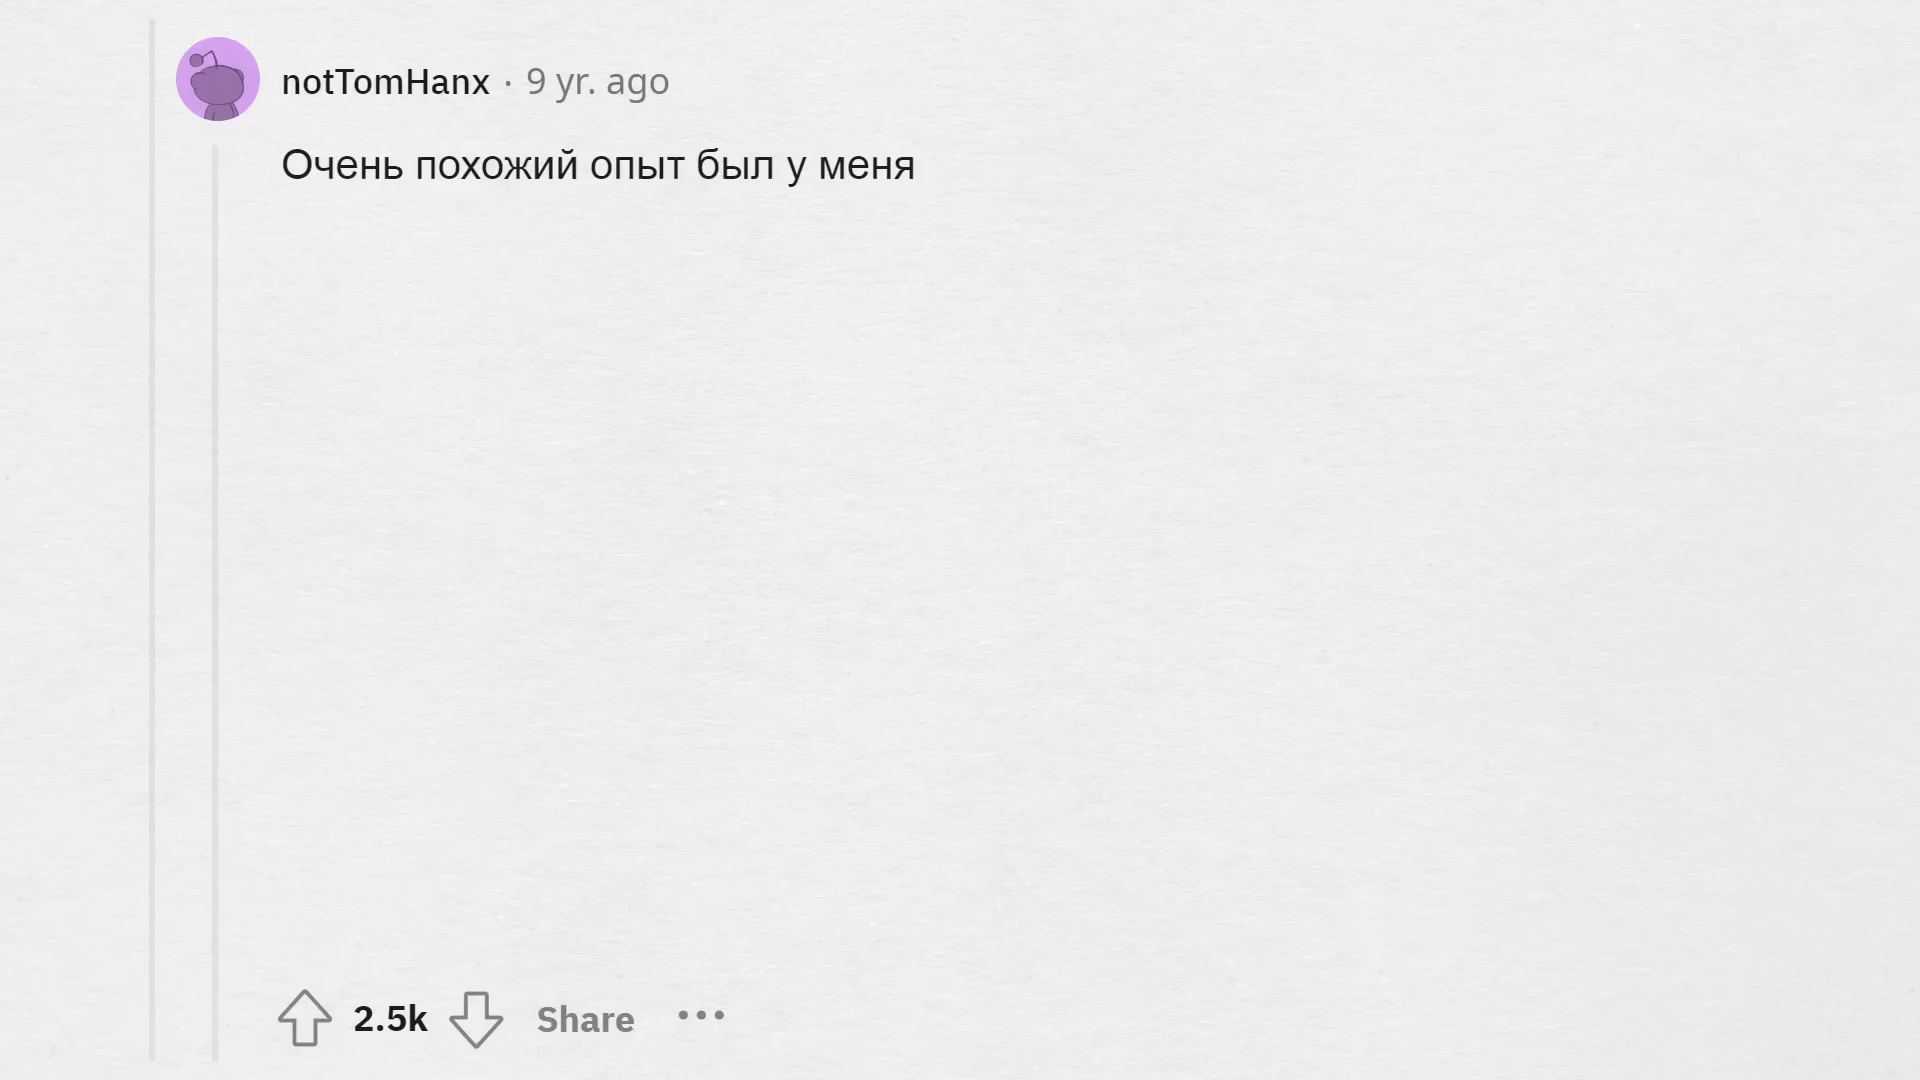 notTomHanx · 9 yr. ago
Очень похожий опыт был у меня
2.5k Share ...